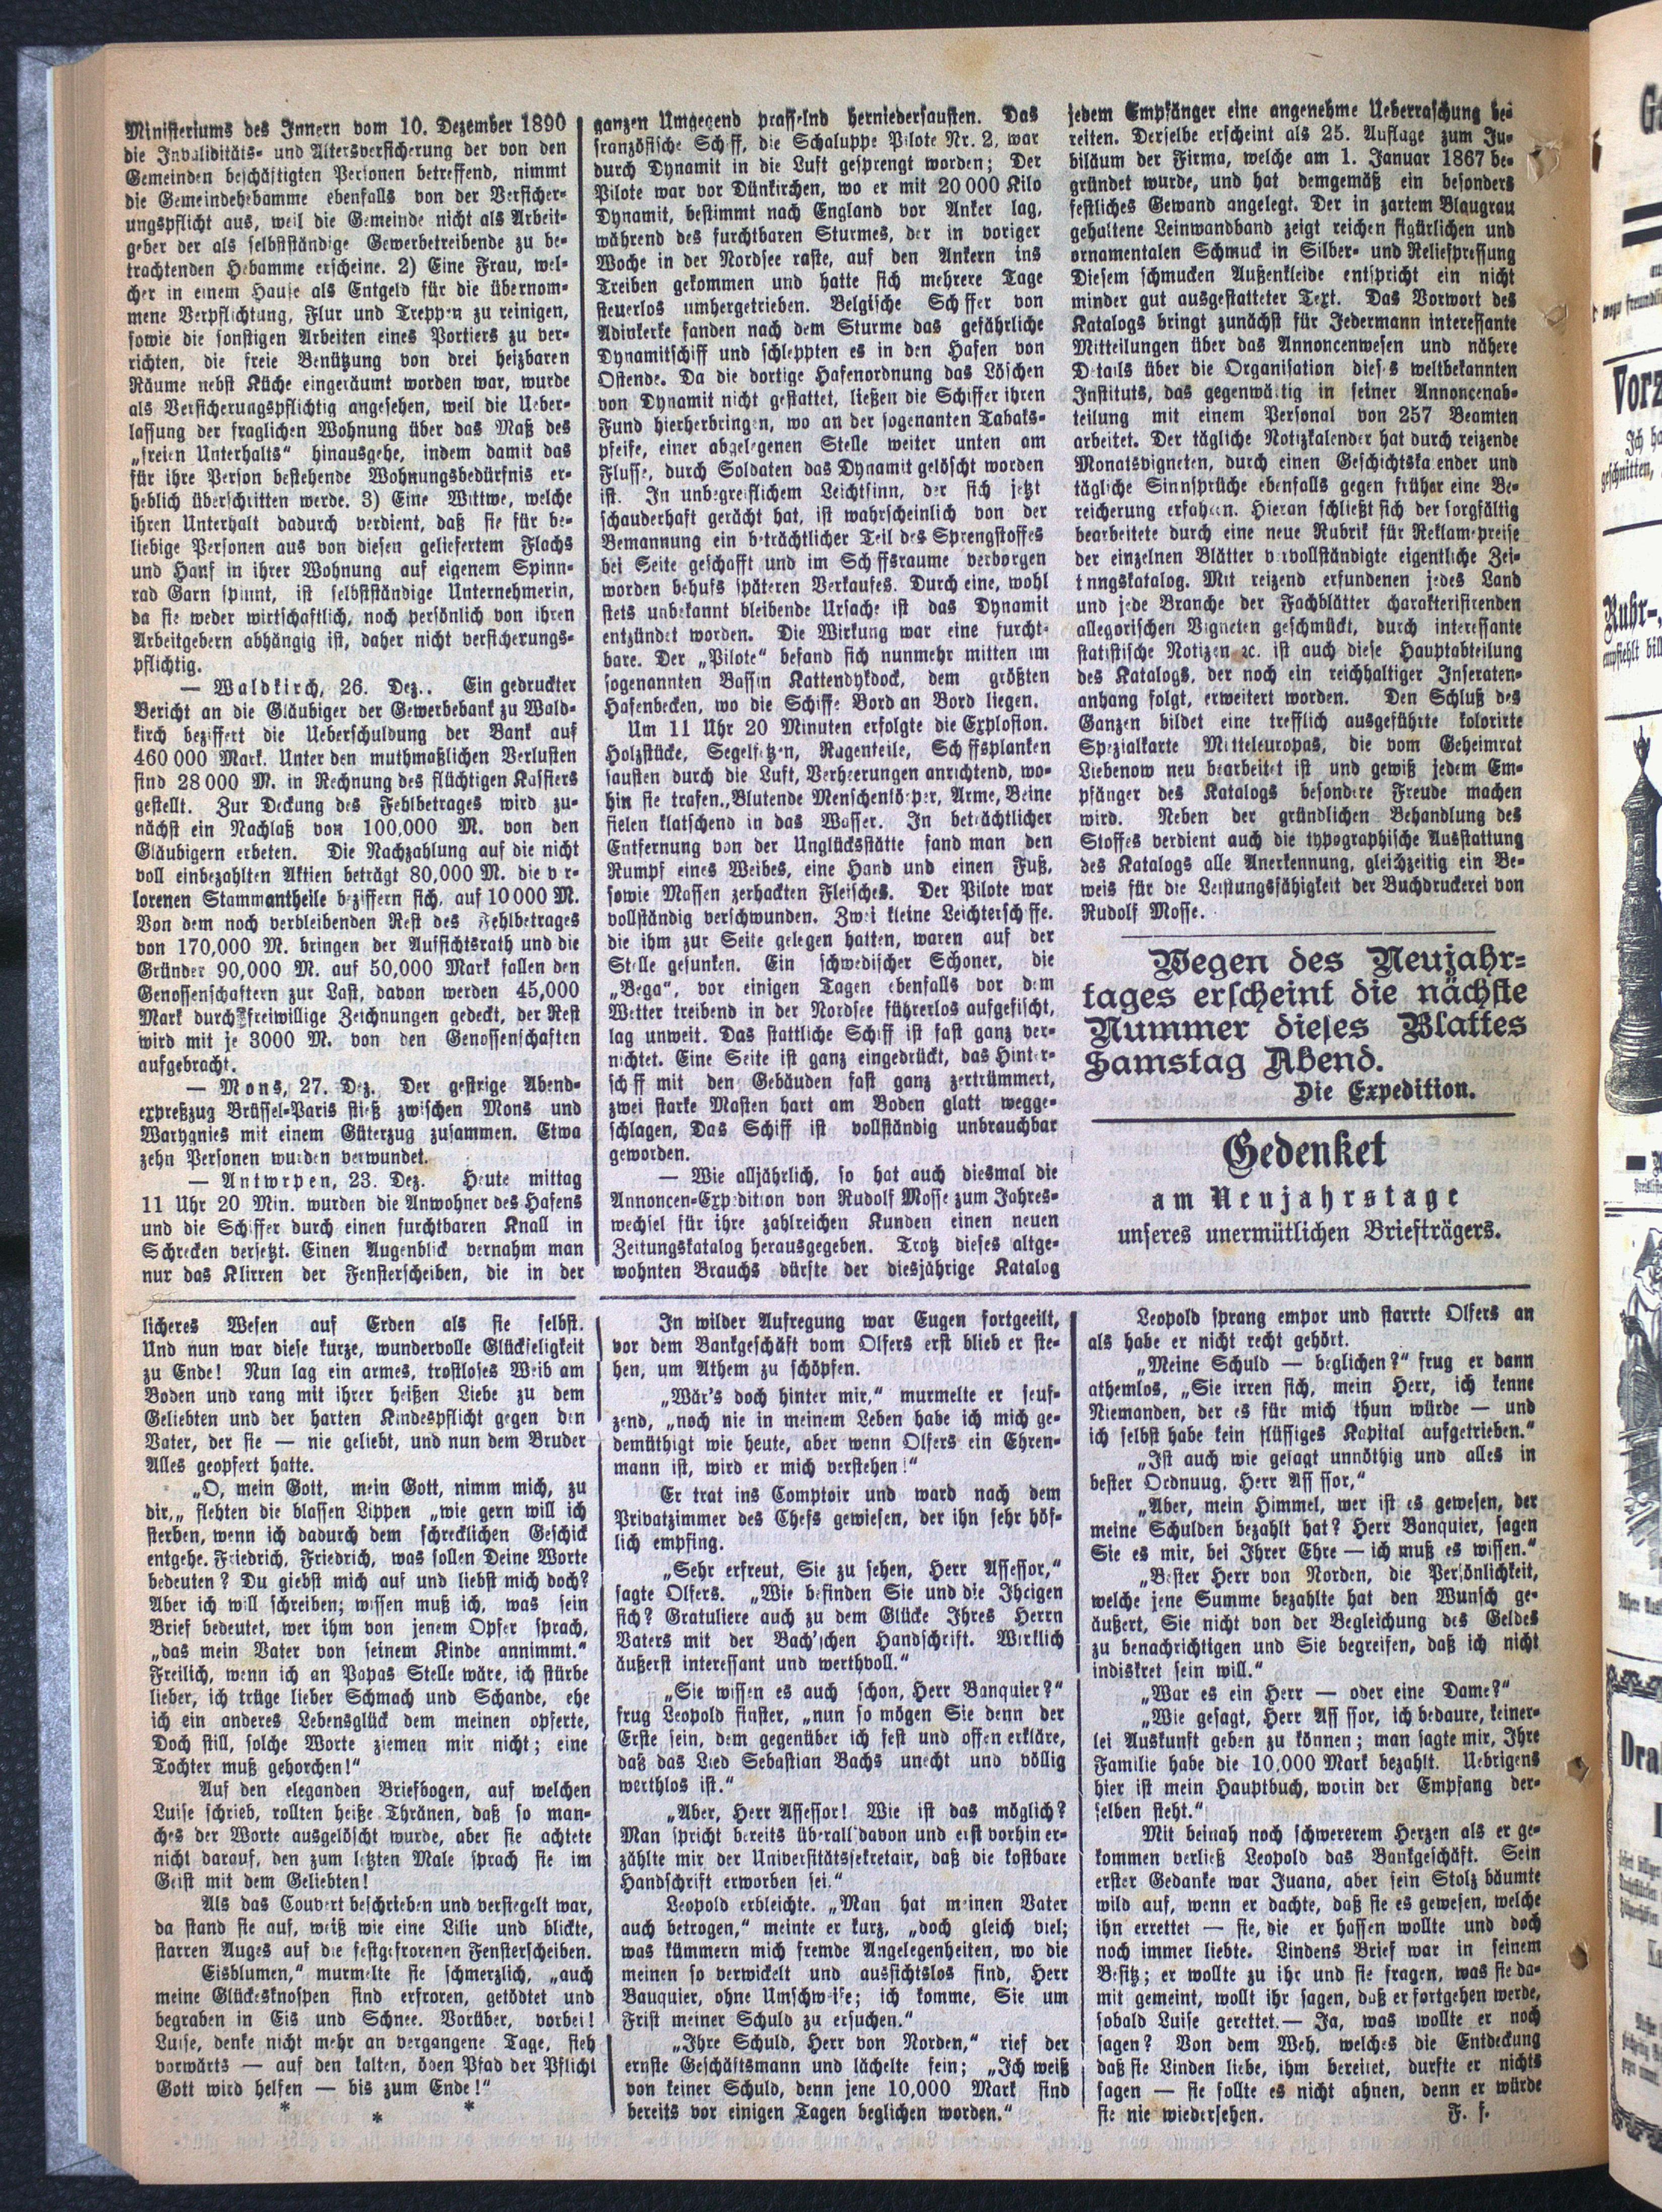 Ministeriums des Innern vom 10. Dezember 1890
die Invaliditäts- und Altersversicherung der von den
Gemeinden beschäftigten Personen betreffend, nimmt
die Gemeindehebamme ebenfalls von der Versicher-
ungspflicht aus, weil die Gemeinde nicht als Arbeit-
geber der als selbstständige Gewerbetreibende zu be-
trachtenden Hebamme erscheine. 2) Eine Frau, wel-
cher in einem Hause als Entgeld für die übernom-
mene Verpflichtung, Flur und Treppen zu reinigen,
sowie die sonstigen Arbeiten eines Portiers zu ver-
richten, die freie Benützung von drei heizbaren
Räume nebst Küche eingeräumt worden war, wurde
als Versicherungspflichtig angesehen, weil die Ueber-
lassung der fraglichen Wohnung über das Maß des
„freien Unterhalts“ hinausgehe, indem damit das
für ihre Person bestehende Wohnungsbedürfnis er-
heblich überschritten werde. 3) Eine Wittwe, welche
ihren Unterhalt dadurch verdient, daß sie für be-
liebige Personen aus von diesen geliefertem Flachs
und Hanf in ihrer Wohnung auf eigenem Spinn-
rad Garn spinnt, ist selbstständige Unternehmerin,
da sie weder wirtschaftlich, noch persönlich von ihren
Arbeitgebern abhängig ist, daher nicht versicherungs-
pflichtig.
— Waldkirch, 26. Dez.. Ein gedruckter
Bericht an die Gläubiger der Gewerbebank zu Wald-
kirch beziffert die Ueberschuldung der Bank auf
460 000 Mark. Unter den muthmaßlichen Verlusten
sind 28 000 M. in Rechnung des flüchtigen Kassiers
gestellt. Zur Deckung des Fehlbetrages wird zu-
nächst ein Nachlaß von 100,000 M. von den
Gläubigern erbeten. Die Nachzahlung auf die nicht
voll einbezahlten Aktien beträgt 80,000 M. die v r-
lorenen Stammantheile beziffern sich, auf 10 000 M.
Von dem noch verbleibenden Rest des Fehlbetrages
von 170,000 M. bringen der Aufsichtsrath und die
Gründer 90,000 M. auf 50,000 Mark fallen den
Genossenschaftern zur Last, davon werden 45,000
Mark durch freiwillige Zeichnungen gedeckt, der Rest
wird mit je 3000 M. von den Genossenschaften
aufgebracht.
— Mons, 27. Dez. Der gestrige Abend-
expreßzug Brüssel-Paris stieß zwischen Mons und
Warygnies mit einem Güterzug zusammen. Etwa
zehn Personen wurden verwundet.
— Antwrpen, 23. Dez. Heute mittag
11 Uhr 20 Min. wurden die Anwohner des Hafens
und die Schiffer durch einen furchtbaren Knall in
Schrecken versetzt. Einen Augenblick vernahm man
nur das Klirren der Fensterscheiben, die in der
ganzen Umgegend prasselnd herniedersausten. Das
französische Schiff, die Schaluppe Pilote Nr. 2, war
durch Dynamit in die Luft gesprengt worden; Der
Pilote war vor Dünkirchen, wo er mit 20 000 Kilo
Dynamit, bestimmt nach England vor Anker lag,
während des furchtbaren Sturmes, der in voriger
Woche in der Nordsee raste, auf den Ankern ins
Treiben gekommen und hatte sich mehrere Tage
steuerlos umhergetrieben. Belgische Sch ffer von
Adinkerke fanden nach dem Sturme das gefährliche
Dynamitschiff und schleppten es in den Hafen von
Ostende. Da die dortige Hafenordnung das Löschen
von Dynamit nicht gestattet, ließen die Schiffer ihren
Fund hierherbringen, wo an der sogenanten Tabaks-
pfeife, einer abgelegenen Stelle weiter unten am
Flusse, durch Soldaten das Dynamit gelöscht worden
ist. In unbegreiflichem Leichtsinn, der sich jetzt
schauderhaft gerächt hat, ist wahrscheinlich von der
Bemannung ein beträchtlicher Teil des Sprengstoffes
bei Seite geschafft und im Sch ffsraume verborgen
worden behufs späteren Verkaufes. Durch eine, wohl
stets unbekannt bleibende Ursache ist das Dynamit
entzündet worden. Die Wirkung war eine furcht-
bare. Der „Pilote“ befand sich nunmehr mitten im
sogenannten Bassin Kattendykdock, dem größten
Hafenbecken, wo die Schiffe Bord an Bord liegen.
Um 11 Uhr 20 Minuten erfolgte die Explosion.
Holzstücke, Segelfetzen, Ragenteile, Sch ffsplanken
sausten durch die Luft, Verheerungen anrichtend, wo-
hin sie trafen., Blutende Menschenkörper, Arme, Beine
fielen klatschend in das Wasser. In beträchtlicher
Entfernung von der Unglücksstätte fand man den
Rumpf eines Weibes, eine Hand und einen Fuß,
sowie Massen zerhackten Fleisches. Der Pilote war
vollständig verschwunden. Zwei kleine Leichterschiffe,
die ihm zur Seite gelegen hatten, waren auf der
Stelle gesunken. Ein schwedischer Schoner, die
„Bega“, vor einigen Tagen ebenfalls vor dem
Wetter treibend in der Nordsee führerlos aufgefischt,
lag unweit. Das stattliche Schiff ist fast ganz ver-
nichtet. Eine Seite ist ganz eingedrückt, das Hinter-
sch ff mit den Gebäuden fast ganz zertrümmert,
zwei starke Masten hart am Boden glatt wegge-
schlagen, Das Schiff ist vollständig unbrauchbar
geworden.
— Wie alljährlich, so hat auch diesmal die
Annoncen-Expedition von Rudolf Mosse zum Jahres-
wechsel für ihre zahlreichen Kunden einen neuen
Zeitungskatalog herausgegeben. Trotz dieses altge-
wohnten Brauchs dürfte der diesjährige Katalog
jedem Empfänger eine angenehme Ueberraschung be-
reiten. Derselbe erscheint als 25. Auflage zum Ju-
biläum der Firma, welche am 1. Januar 1867 be-
gründet wurde, und hat demgemäß ein besonders
festliches Gewand angelegt. Der in zartem Blaugrau
gehaltene Leinwandband zeigt reichen figürlichen und
ornamentalen Schmuck in Silber- und Reliefpressung
Diesem schmucken Außenkleide entspricht ein nicht
minder gut ausgestatteter Text. Das Vorwort des
Katalogs bringt zunächst für Jedermann interessante
Mitteilungen über das Annoncenwesen und nähere
D tails über die Organisation dies s weltbekannten
Instituts, das gegenwärtig in seiner Annoncenab-
teilung mit einem Personal von 257 Beamten
arbeitet. Der tägliche Notizkalender hat durch reizende
Monatsvigneten, durch einen Geschichtska ender und
tägliche Sinnsprüche ebenfalls gegen früher eine Be-
reicherung erfahren. Hieran schließt sich der sorgfältig
bearbeitete durch eine neue Rubrik für Reklamepreise
der einzelnen Blätter vervollständigte eigentliche Zei-
tnngskatalog. Mit reizend erfundenen jedes Land
und jede Branche der Fachblätter charakterisirenden
allegorischen Vigneten geschmückt, durch interessante
statistische Notizen ꝛc. ist auch diese Hauptabteilung
des Katalogs, der noch ein reichhaltiger Inseraten-
anhang folgt, erweitert worden. Den Schluß des
Ganzen bildet eine trefflich ausgeführte kolorirte
Spezialkarte Mitteleuropas, die vom Geheimrat
Liebenow neu bearbeitet ist und gewiß jedem Em-
pfänger des Katalogs besondere Freude machen
wird. Neben der gründlichen Behandlung des
Stoffes verdient auch die typographische Ausstattung
des Katalogs alle Anerkennung, gleichzeitig ein Be-
weis für die Leistungsfähigkeit der Buchdruckerei von
Rudolf Mosse.
Wegen des Neujahr-
tages erscheint die nächste
Nummer dieses Blattes
Samstag Abend.
Die Expedition.
Gedenket
am Neujahrstage
unseres unermütlichen Briefträgers.
licheres Wesen auf Erden als sie selbst.
Und nun war diese kurze, wundervolle Glückseligkeit
zu Ende! Nun lag ein armes, trostloses Weib am
Boden und rang mit ihrer heißen Liebe zu dem
Geliebten und der harten Kindespflicht gegen den
Vater, der sie — nie geliebt, und nun dem Bruder
Alles geopfert hatte.
„O, mein Gott, mein Gott, nimm mich, zu
dir,„ flehten die blassen Lippen „wie gern will ich
sterben, wenn ich dadurch dem schrecklichen Geschick
entgehe. Friedrich, Friedrich, was sollen Deine Worte
bedeuten? Du giebst mich auf und liebst mich doch?
Aber ich will schreiben; wissen muß ich, was sein
Brief bedeutet, wer ihm von jenem Opfer sprach,
„das mein Vater von seinem Kinde annimmt.“
Freilich, wenn ich an Papas Stelle wäre, ich stürbe
lieber, ich trüge lieber Schmach und Schande, ehe
ich ein anderes Lebensglück dem meinen opferte,
Doch still, solche Worte ziemen mir nicht; eine
Tochter muß gehorchen!“
Auf den eleganden Briefbogen, auf welchen
Luise schrieb, rollten heiße Thränen, daß so man-
ches der Worte ausgelöscht wurde, aber sie achtete
nicht darauf, den zum letzten Male sprach sie im
Geist mit dem Geliebten!
Als das Couvert beschrieben und versiegelt war,
da stand sie auf, weiß wie eine Lilie und blickte,
starren Auges auf die festgefrorenen Fensterscheiben.
Eisblumen,“ murmelte sie schmerzlich, „auch
meine Glücksknospen sind erfroren, getödtet und
begraben in Eis und Schnee. Vorüber, vorbei!
Luise, denke nicht mehr an vergangene Tage, sieh
vorwärts — auf den kalten, öden Pfad der Pflicht
Gott wird helfen — bis zum Ende!“
* * *
In wilder Aufregung war Eugen fortgeeilt,
vor dem Bankgeschäft vom Olfers erst blieb er ste-
hen, um Athem zu schöpfen.
„Wär's doch hinter mir,“ murmelte er seuf-
zend, „noch nie in meinem Leben habe ich mich ge-
demüthigt wie heute, aber wenn Olfers ein Ehren-
mann ist, wird er mich verstehen!“
Er trat ins Comptoir und ward nach dem
Privatzimmer des Chefs gewiesen, der ihn sehr höf-
lich empfing.
„Sehr erfreut, Sie zu sehen, Herr Assessor,“
sagte Olfers. „Wie befinden Sie und die Ihrigen
sich? Gratuliere auch zu dem Glücke Ihres Herrn
Vaters mit der Bach'schen Handschrift. Wirklich
äußerst interessant und werthvoll.“
„Sie wissen es auch schon, Herr Banquier?“
frug Leopold finster, „nun so mögen Sie denn der
Erste sein, dem gegenüber ich fest und offen erkläre,
daß das Lied Sebastian Bachs unecht und völlig
werthlos ist.“
„Aber, Herr Assessor! Wie ist das möglich?
Man spricht bereits überall davon und erst vorhin er-
zählte mir der Universitätssekretair, daß die kostbare
Handschrift erworben sei.“
Leopold erbleichte. „Man hat meinen Vater
auch betrogen,“ meinte er kurz, „doch gleich viel;
was kümmern mich fremde Angelegenheiten, wo die
meinen so verwickelt und aussichtslos sind, Herr
Bauquier, ohne Umschweife; ich komme, Sie um
Frist meiner Schuld zu ersuchen.“
„Ihre Schuld, Herr von Norden,“ rief der
ernste Geschäftsmann und lächelte fein; „Ich weiß
von keiner Schuld, denn jene 10,000 Mark sind
bereits vor einigen Tagen beglichen worden.“
Leopold sprang empor und starrte Olfers an
als habe er nicht recht gehört.
„Meine Schuld — beglichen?“ frug er dann
athemlos, „Sie irren sich, mein Herr, ich kenne
Niemanden, der es für mich thun würde — und
ich selbst habe kein flüssiges Kapital aufgetrieben.“
„Ist auch wie gesagt unnöthig und alles in
bester Ordnuug, Herr Ass ssor,“
„Aber, mein Himmel, wer ist es gewesen, der
meine Schulden bezahlt hat? Herr Banquier, sagen
Sie es mir, bei Ihrer Ehre — ich muß es wissen.“
„Bester Herr von Norden, die Persönlichkeit,
welche jene Summe bezahlte hat den Wunsch ge-
äußert, Sie nicht von der Begleichung des Geldes
zu benachrichtigen und Sie begreifen, daß ich nicht
indiskret sein will.“
„War es ein Herr — oder eine Dame?“
„Wie gesagt, Herr Ass ssor, ich bedaure, keiner-
lei Auskunft geben zu können; man sagte mir, Ihre
Familie habe die 10,000 Mark bezahlt. Uebrigens
hier ist mein Hauptbuch, worin der Empfang der-
selben steht.“
Mit beinah noch schwererem Herzen als er ge-
kommen verließ Leopold das Bankgeschäft. Sein
erster Gedanke war Juana, aber sein Stolz bäumte
wild auf, wenn er dachte, daß sie es gewesen, welche
ihn errettet — sie, die er hassen wollte und doch
noch immer liebte. Lindens Brief war in seinem
Besitz; er wollte zu ihr und sie fragen, was sie da-
mit gemeint, wollt ihr sagen, daß er fortgehen werde,
sobald Luise gerettet. — Ja, was wollte er noch
sagen? Von dem Weh, welches die Entdeckung
daß sie Linden liebe, ihm bereitet, durfte er nichts
sagen — sie sollte es nicht ahnen, denn er würde
sie nie wiedersehen. F. f.
Vorz
Ich ha
geschnitten,
Ruhr-,
empfiehlt bill
Dral